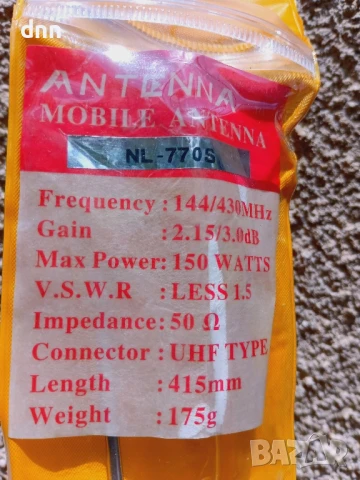 dnn
ANTENNA
MOBILE ANTENNA
NL-770S
Frequency : 144/430MHz
Gain : 2.15/3.0dB
Max Power : 150 WATTS
V.S.W.R : LESS 1.5
Impedance : 50 Ω
Connector : UHF TYPE
Length : 415mm
Weight : 175g